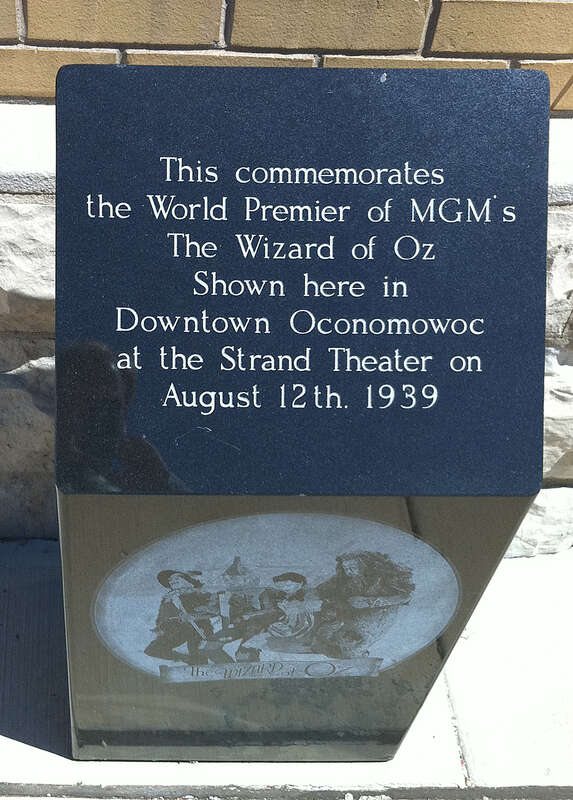 This commemorates
the World Premier of MGM's
The Wizard of Oz
Shown here in
Downtown Oconomowoc
at the Strand Theater on
August 12th. 1939
The WIZARD of OZ